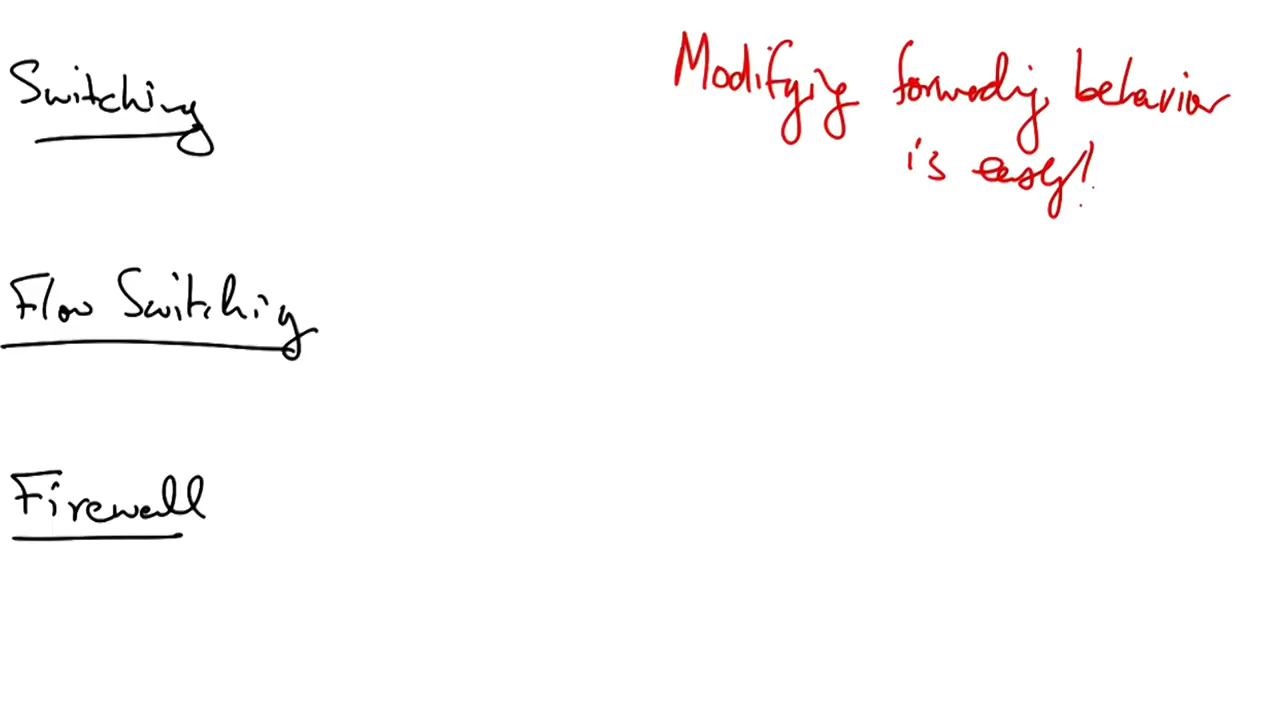 Switching
Modifying forwarding behavior
is easy!
Flow Switching
Firewall